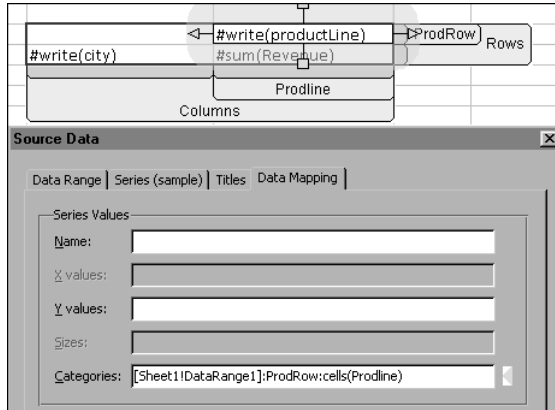 #write(productLine)
ProdRow
Rows
#write(city)
#sum(Revenue)
Prodline
Columns
Source Data
Data Range
Series (sample)
Titles
Data Mapping
Series Values
Name:
X values:
Y values:
Sizes:
Categories: [Sheet1!DataRange1]:ProdRow:cells(Prodline)